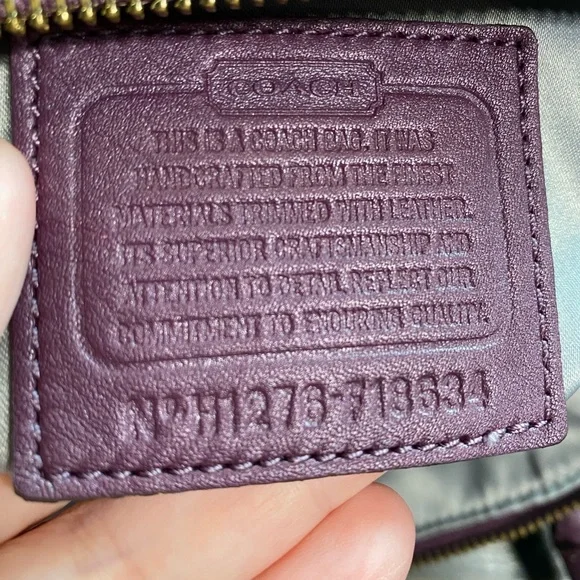 COACH
THIS IS A COACH BAG. IT WAS
HANDCRAFTED FROM THE FINEST
MATERIALS TRIMMED WITH LEATHER.
ITS SUPERIOR CRAFTSMANSHIP AND
ATTENTION TO DETAIL REFLECT OUR
COMMITMENT TO ENDURING QUALITY.
Nº H1276-F18634